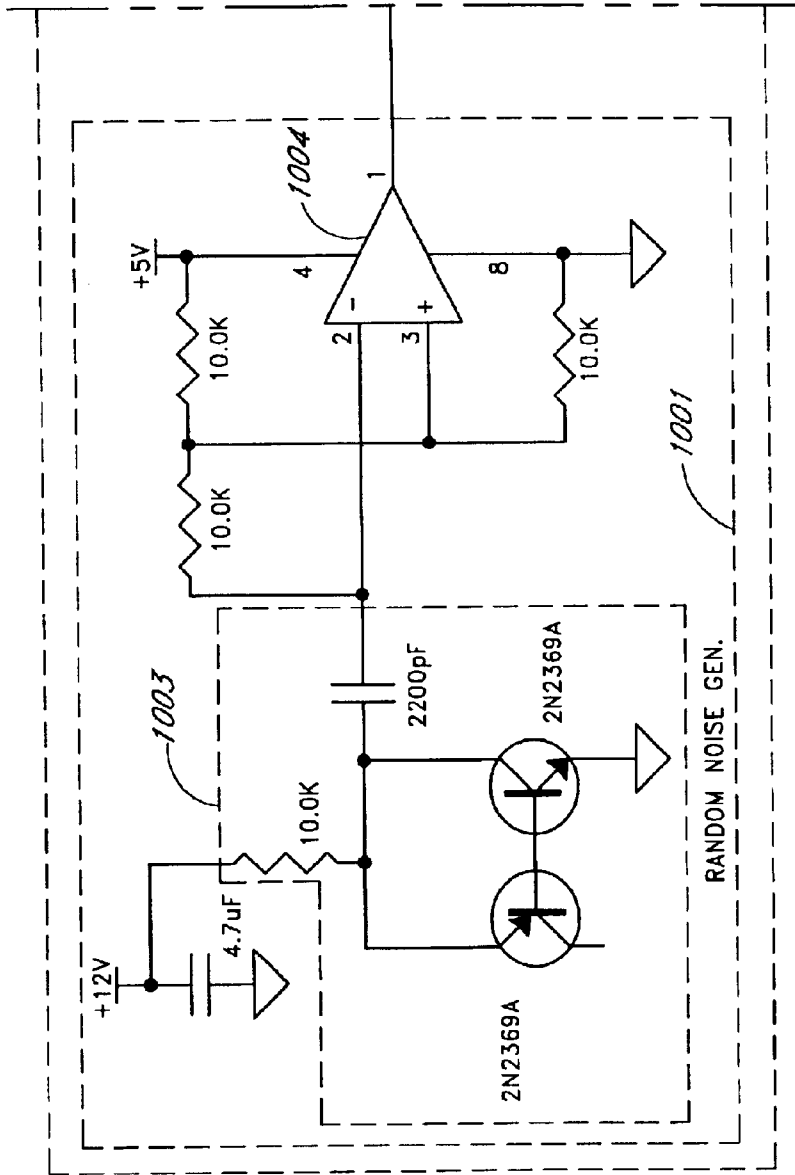 +12V
4.7uF
10.0K
1003
2200pF
2N2369A
2N2369A
RANDOM NOISE GEN.
10.0K
10.0K
+5V
4
2
-
3
+
1
1004
8
10.0K
1001